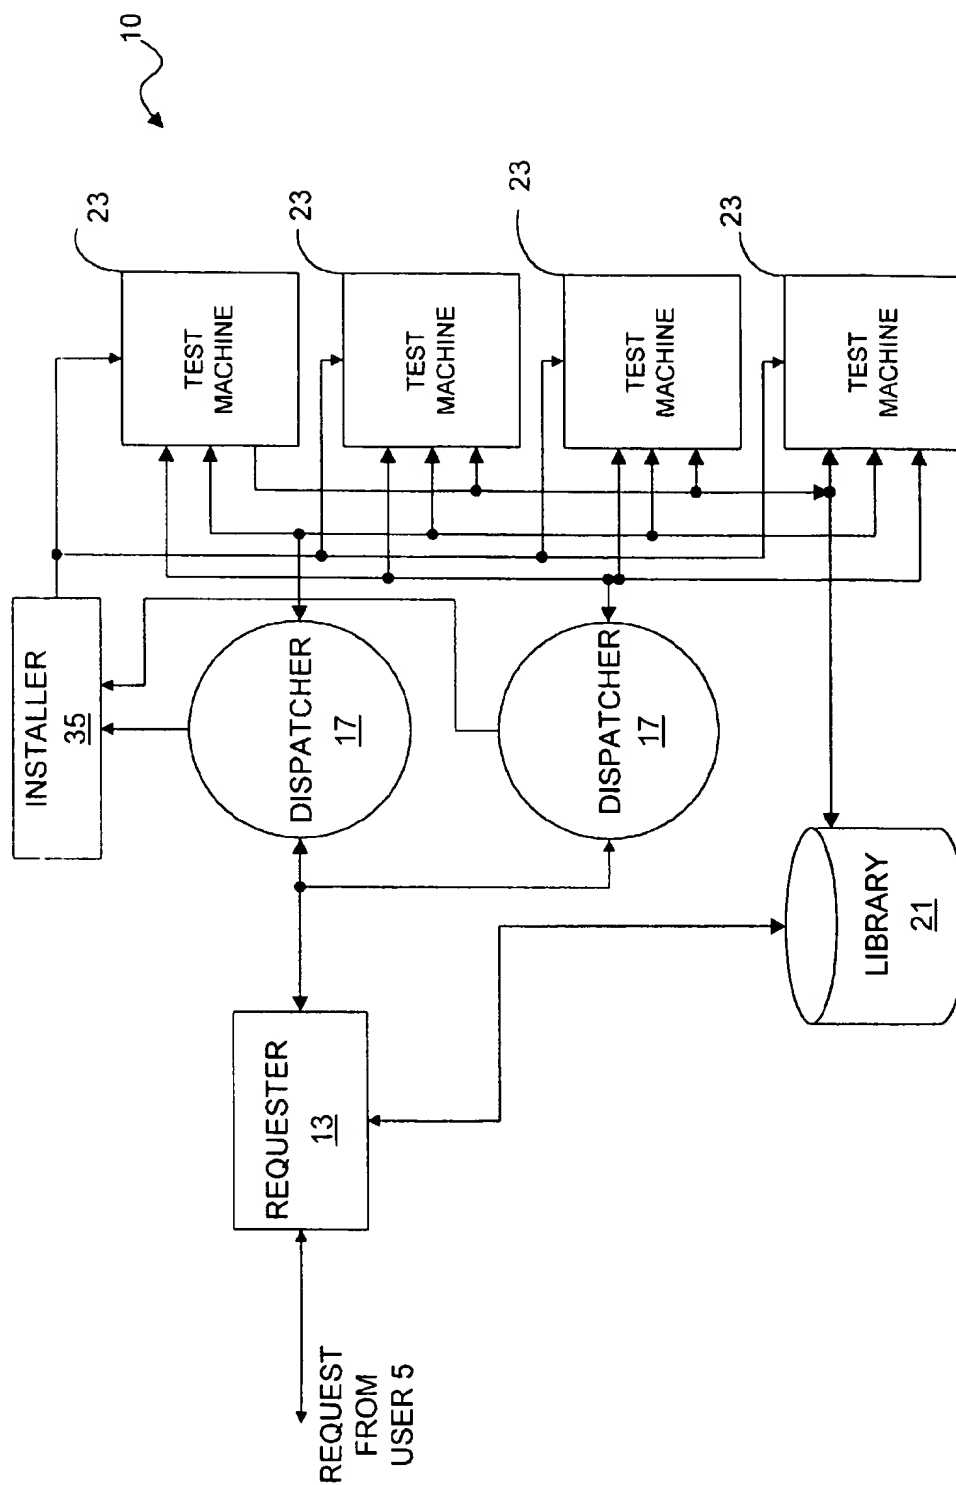 10
INSTALLER
35
REQUEST
FROM
USER 5
REQUESTER
13
DISPATCHER
17
DISPATCHER
17
LIBRARY
21
TEST
MACHINE
23
TEST
MACHINE
23
TEST
MACHINE
23
TEST
MACHINE
23